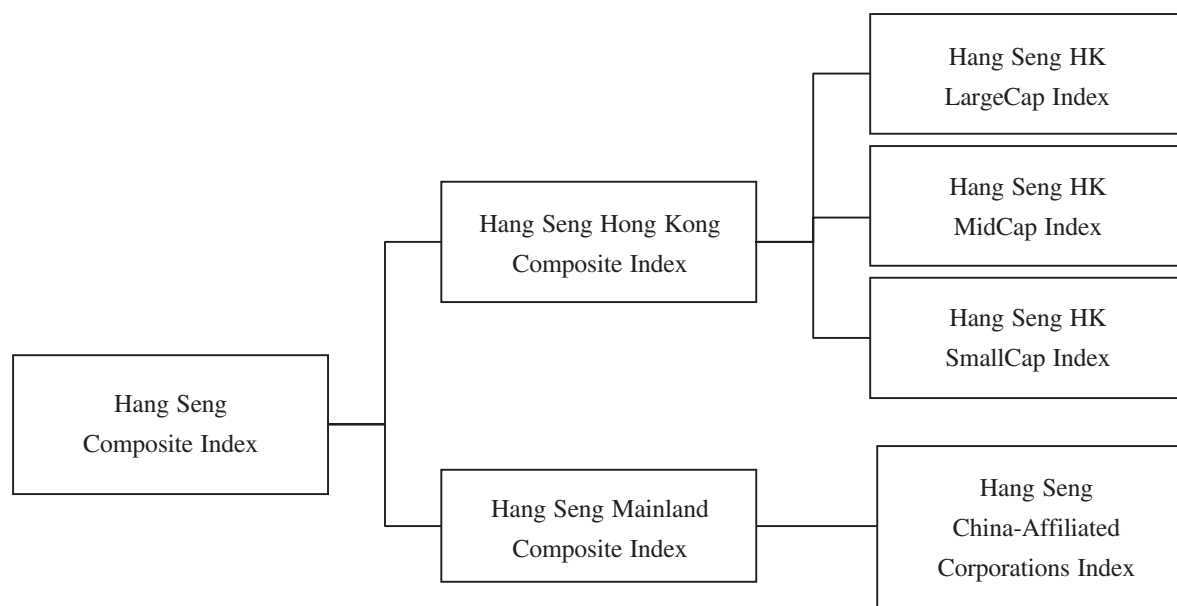 Hang Seng HK
LargeCap Index
Hang Seng HK
MidCap Index
Hang Seng Hong Kong
Composite Index
Hang Seng HK
SmallCap Index
Hang Seng
Composite Index
Hang Seng Mainland
Composite Index
Hang Seng
China-Affiliated
Corporations Index